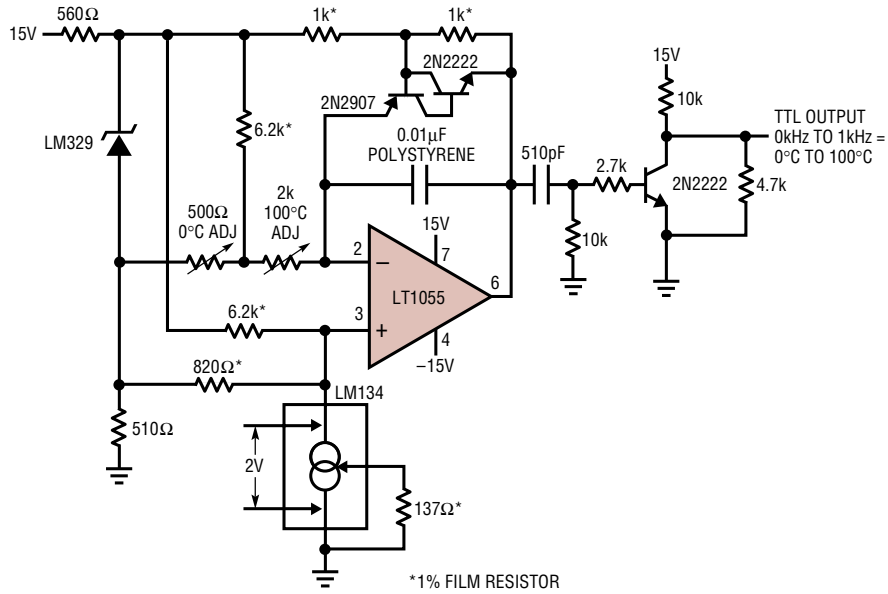 560Ω
15V
1k*
1k*
2N2222
2N2907
LM329
6.2k*
0.01µF
POLYSTYRENE
510pF
15V
10k
TTL OUTPUT
0kHz TO 1kHz =
0°C TO 100°C
2.7k
2N2222
4.7k
10k
500Ω
0°C ADJ
2k
100°C
ADJ
15V
2
7
−
LT1055
6
3
+
4
−15V
6.2k*
820Ω*
LM134
510Ω
2V
137Ω*
*1% FILM RESISTOR